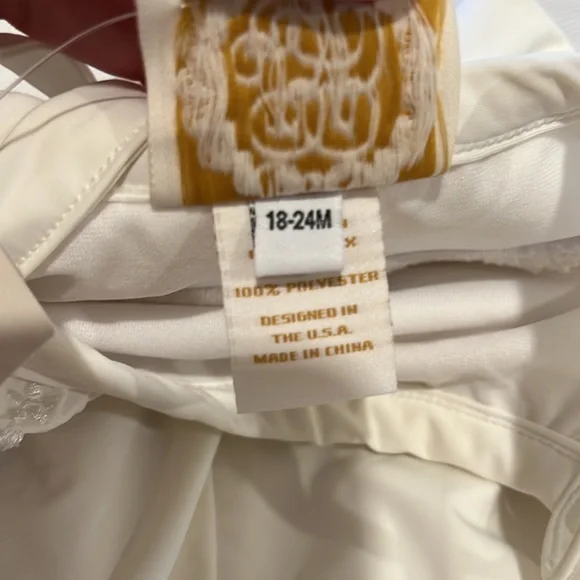 18-24M
100% POLYESTER
DESIGNED IN
THE U.S.A.
MADE IN CHINA